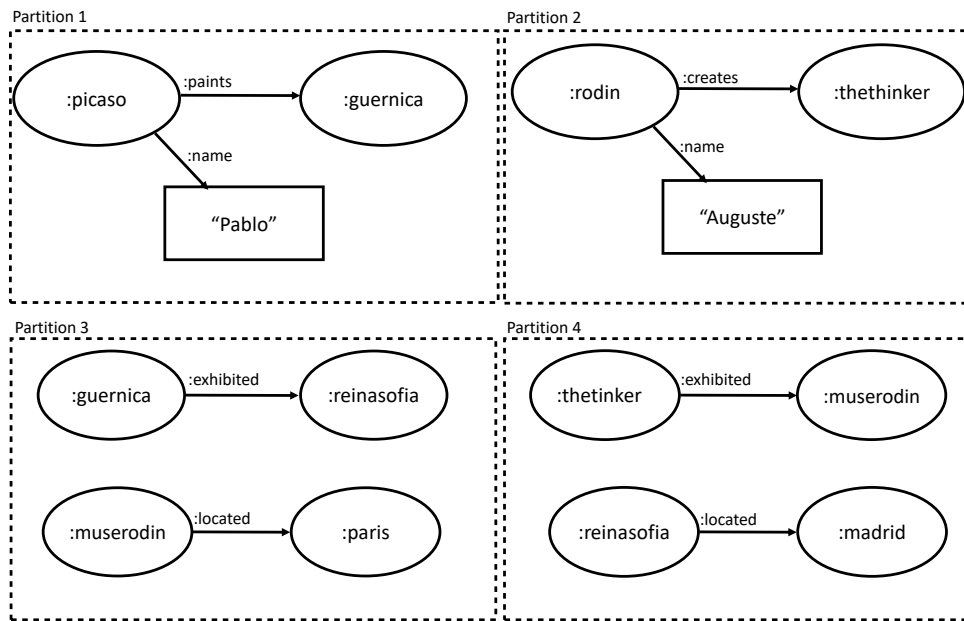 Partition 1
:picaso
:paints
:guernica
:name
“Pablo”
Partition 2
:rodin
:creates
:thethinker
:name
“Auguste”
Partition 3
:guernica
:exhibited
:reinasofia
:muserodin
:located
:paris
Partition 4
:thetinker
:exhibited
:muserodin
:reinasofia
:located
:madrid